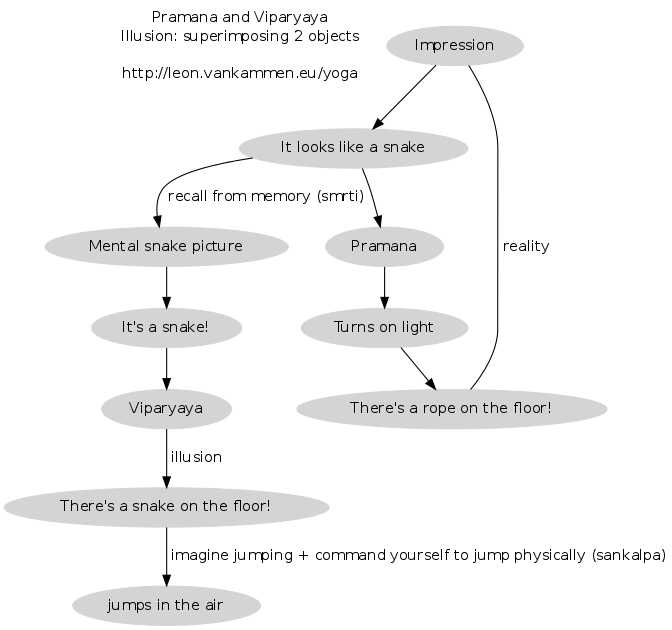 Pramana and Viparyaya
Illusion: superimposing 2 objects
http://leon.vankammen.eu/yoga
Impression
It looks like a snake
recall from memory (smrti)
Mental snake picture
Pramana
reality
It's a snake!
Turns on light
Viparyaya
There's a rope on the floor!
illusion
There's a snake on the floor!
imagine jumping + command yourself to jump physically (sankalpa)
jumps in the air